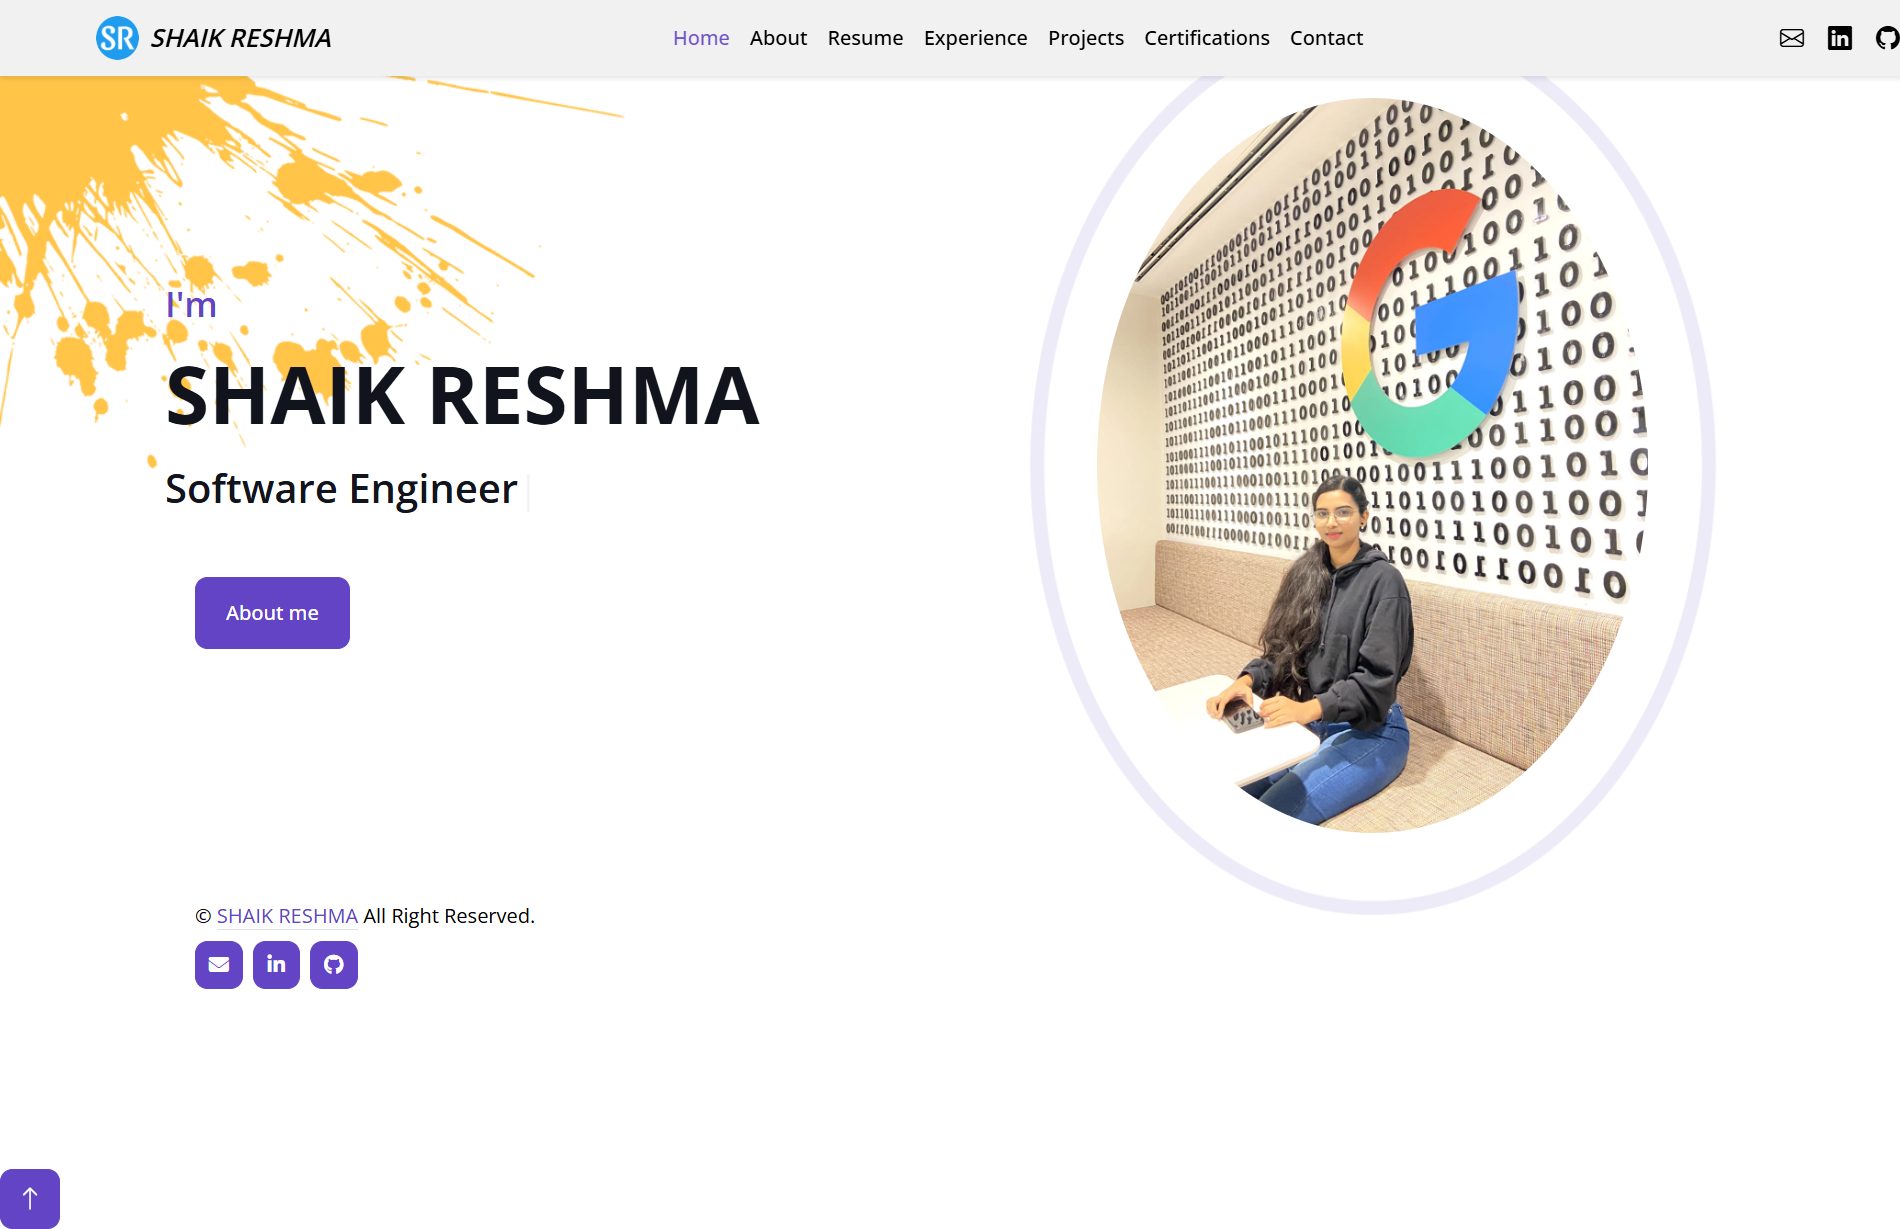 SR SHAIK RESHMA
Home About Resume Experience Projects Certifications Contact
I'm
SHAIK RESHMA
Software Engineer
About me
© SHAIK RESHMA All Right Reserved.